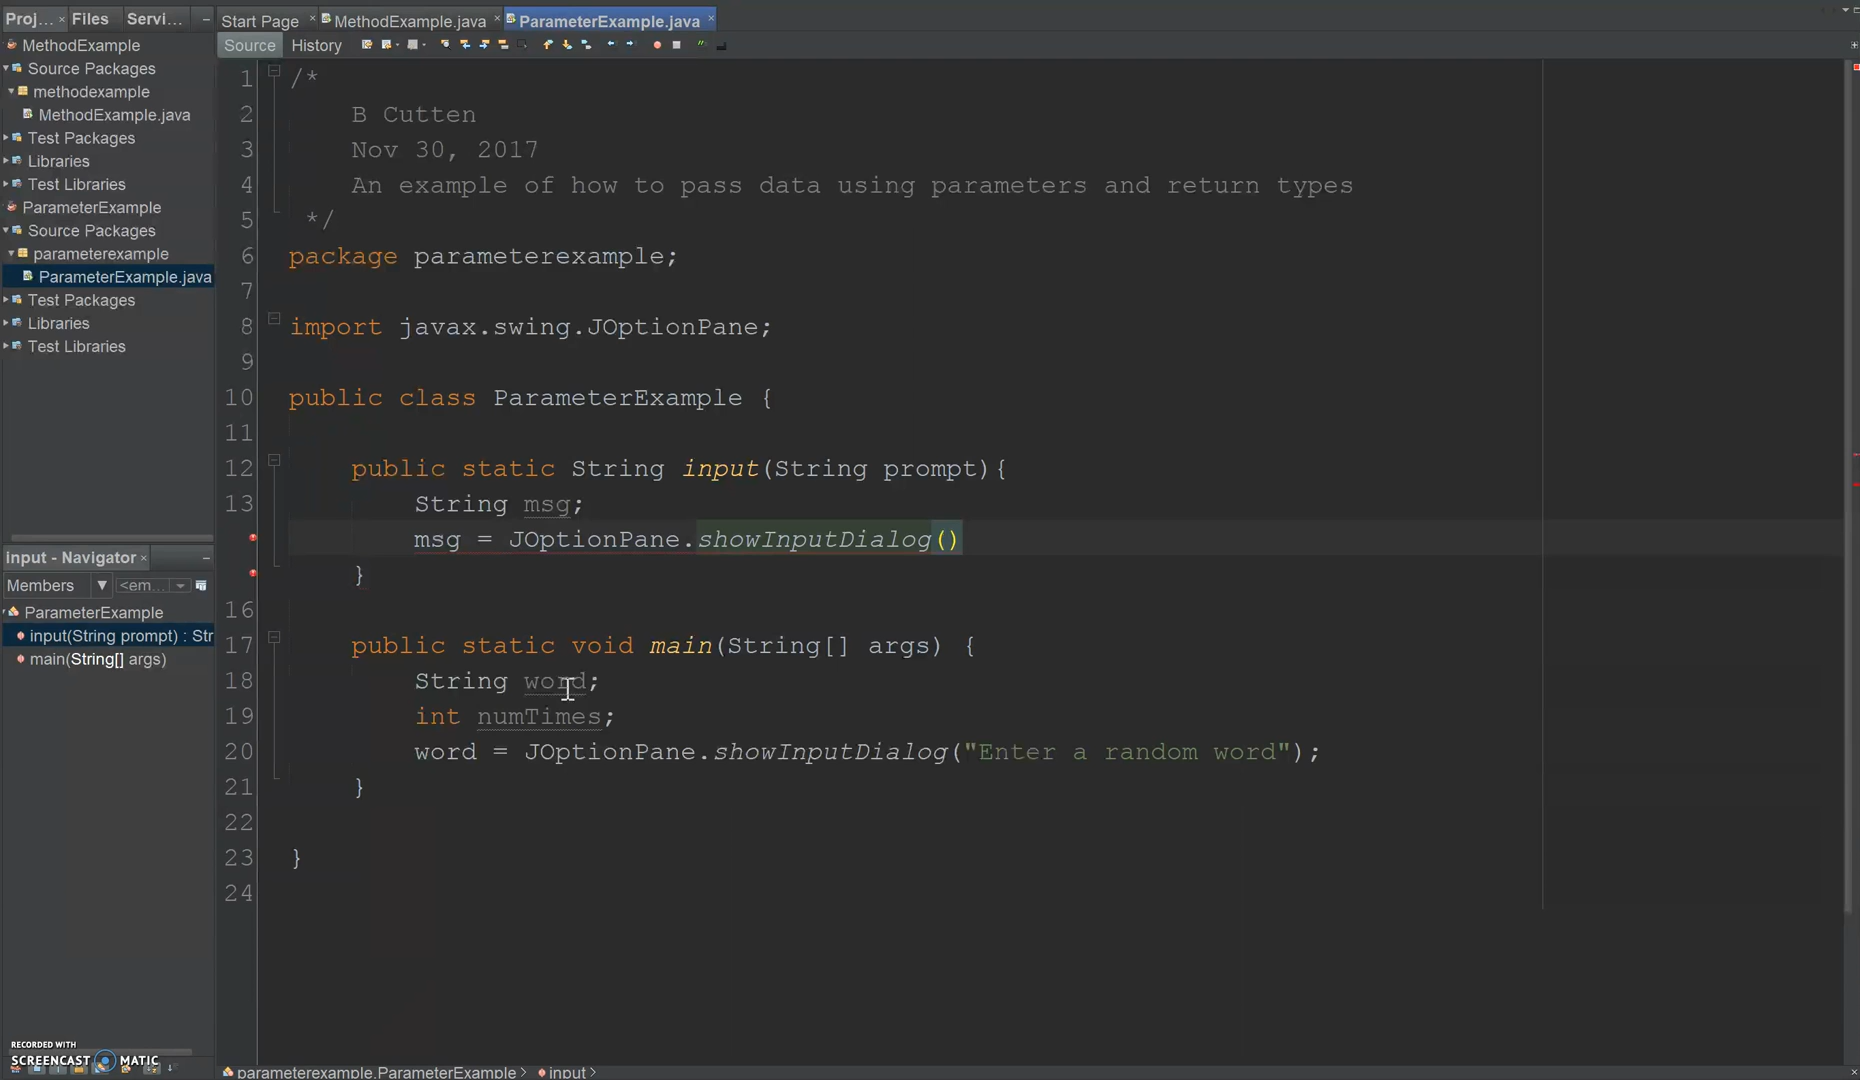 Proj...
Files
Servi...
Start Page
MethodExample.java
ParameterExample.java
Source
History
MethodExample
Source Packages
methodexample
MethodExample.java
Test Packages
Libraries
Test Libraries
ParameterExample
Source Packages
parameterexample
ParameterExample.java
Test Packages
Libraries
Test Libraries
input - Navigator
Members
<em...
ParameterExample
input(String prompt) : Str
main(String[] args)
1 /*
2 B Cutten
3 Nov 30, 2017
4 An example of how to pass data using parameters and return types
5 */
6 package parameterexample;
7
8 import javax.swing.JOptionPane;
9
10 public class ParameterExample {
11
12 public static String input(String prompt){
13 String msg;
msg = JOptionPane.showInputDialog()
}
16
17 public static void main(String[] args) {
18 String word;
19 int numTimes;
20 word = JOptionPane.showInputDialog("Enter a random word");
21 }
22
23 }
24
RECORDED WITH
SCREENCAST MATIC
parameterexample.ParameterExample > input >